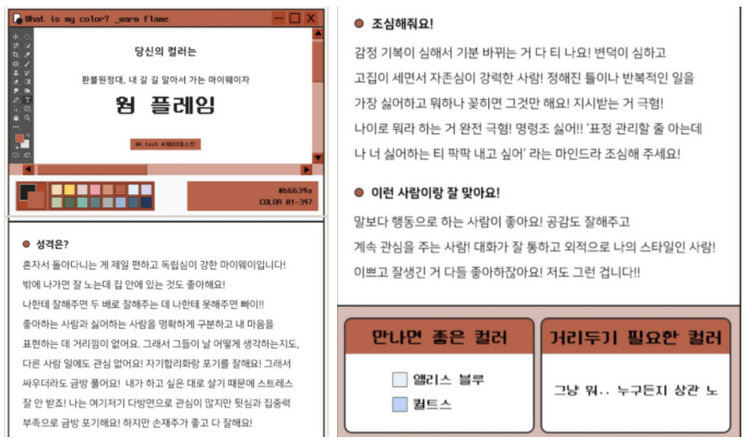 What is my color? _warm flame
당신의 컬러는
환불원정대, 내 갈 길 알아서 가는 마이웨이자
웜 플레임
#b6634a
COLOR 01-347
성격은?
혼자서 돌아다니는 게 제일 편하고 독립심이 강한 마이웨이입니다!
밖에 나가면 잘 노는데 집 안에 있는 것도 좋아해요!
나한테 잘해주면 두 배로 잘해주는 데 나한테 못해주면 빠이!!
좋아하는 사람과 싫어하는 사람을 명확하게 구분하고 내 마음을
표현하는 데 거리낌이 없어요. 그래서 그들이 날 어떻게 생각하는지도,
다른 사람 일에도 관심 없어요! 자기합리화랑 포기를 잘해요! 그래서
싸우더라도 금방 풀어요! 내가 하고 싶은 대로 살기 때문에 스트레스
잘 안 받죠! 나는 여기저기 다방면으로 관심이 많지만 뒷심과 집중력
부족으로 금방 포기해요! 하지만 손재주가 좋고 다 잘해요!
조심해줘요!
감정 기복이 심해서 기분 바뀌는 거 다 티 나요! 변덕이 심하고
고집이 세면서 자존심이 강력한 사람! 정해진 틀이나 반복적인 일을
가장 싫어하고 뭐하나 꽂히면 그것만 해요! 지시받는 거 극혐!
나이로 뭐라 하는 거 완전 극혐! 명령조 싫어!! '표정 관리할 줄 아는데
나 너 싫어하는 티 팍팍 내고 싶어' 라는 마인드라 조심해 주세요!
이런 사람이랑 잘 맞아요!
말보다 행동으로 하는 사람이 좋아요! 공감도 잘해주고
계속 관심을 주는 사람! 대화가 잘 통하고 외적으로 나의 스타일인 사람!
이쁘고 잘생긴 거 다들 좋아하잖아요! 저도 그런 겁니다!!
만나면 좋은 컬러
앨리스 블루
퀼트스
거리두기 필요한 컬러
그냥 뭐.. 누구든지 상관 노